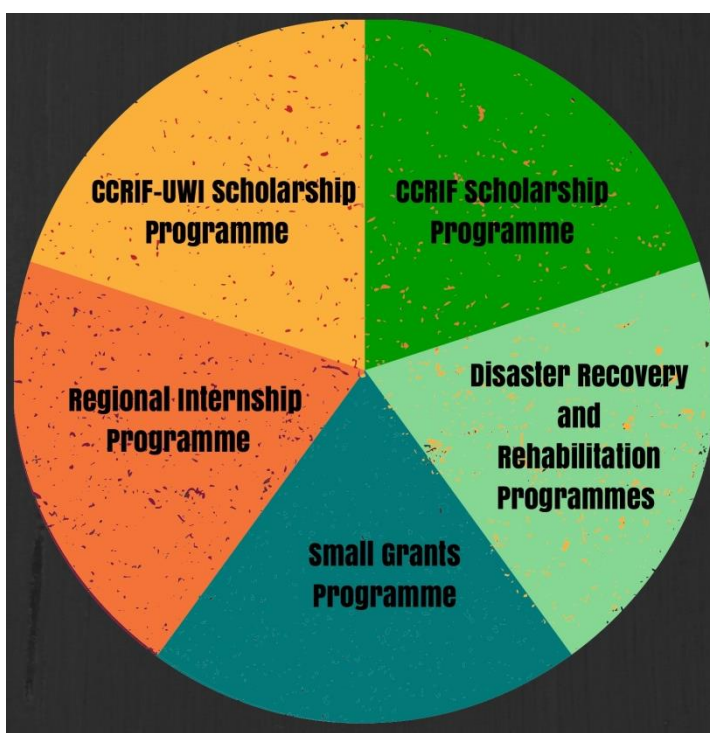 CCRIF-UWI Scholarship
Programme
CCRIF Scholarship
Programme
Disaster Recovery
and
Rehabilitation
Programmes
Small Grants
Programme
Regional Internship
Programme